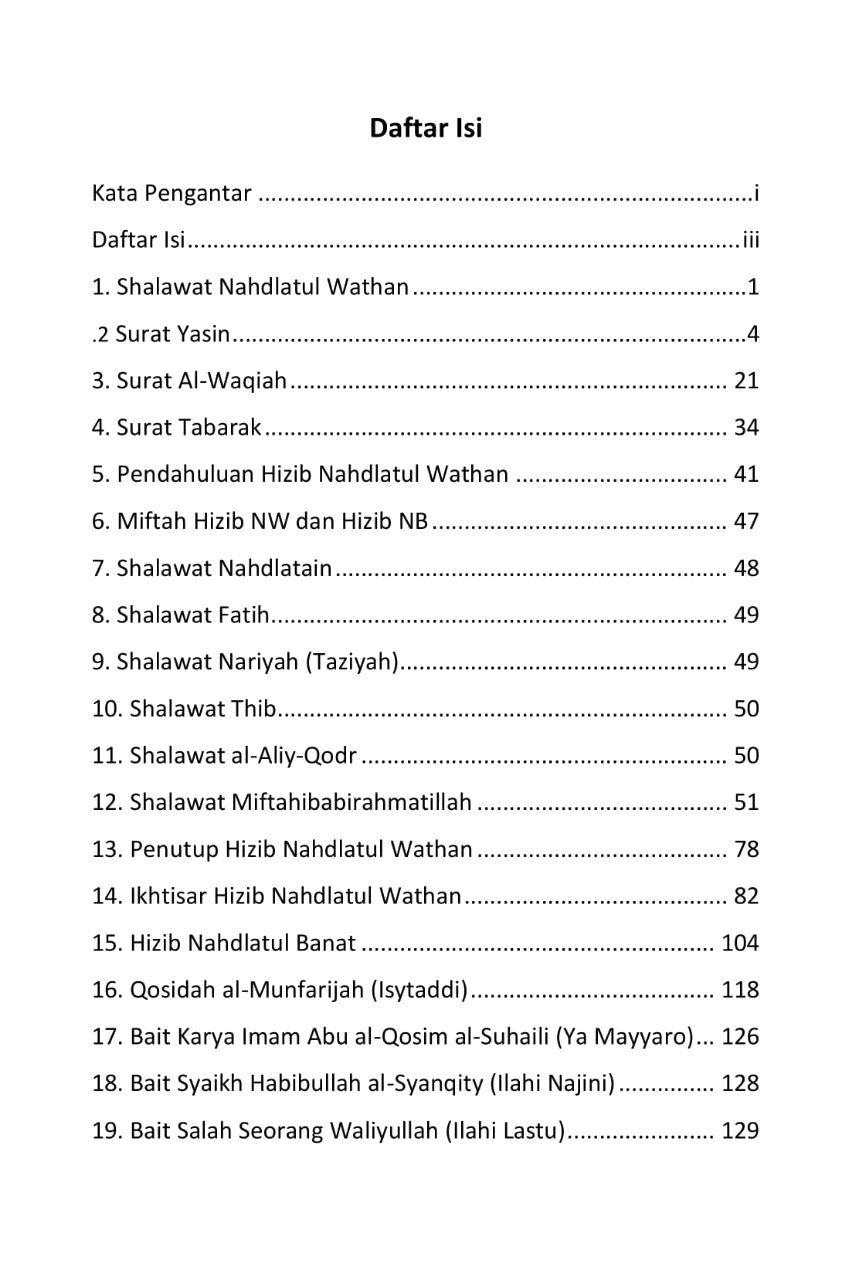 Daftar Isi
Kata Pengantar ............................................................................i
Daftar Isi.....................................................................................iii
1. Shalawat Nahdlatul Wathan....................................................1
.2 Surat Yasin...............................................................................4
3. Surat Al-Waqiah.................................................................... 21
4. Surat Tabarak........................................................................ 34
5. Pendahuluan Hizib Nahdlatul Wathan ................................. 41
6. Miftah Hizib NW dan Hizib NB.............................................. 47
7. Shalawat Nahdlatain............................................................. 48
8. Shalawat Fatih....................................................................... 49
9. Shalawat Nariyah (Taziyah)................................................... 49
10. Shalawat Thib...................................................................... 50
11. Shalawat al-Aliy-Qodr ......................................................... 50
12. Shalawat Miftahibabirahmatillah ....................................... 51
13. Penutup Hizib Nahdlatul Wathan ....................................... 78
14. Ikhtisar Hizib Nahdlatul Wathan......................................... 82
15. Hizib Nahdlatul Banat ....................................................... 104
16. Qosidah al-Munfarijah (Isytaddi)...................................... 118
17. Bait Karya Imam Abu al-Qosim al-Suhaili (Ya Mayyaro)... 126
18. Bait Syaikh Habibullah al-Syanqity (Ilahi Najini)............... 128
19. Bait Salah Seorang Waliyullah (Ilahi Lastu)....................... 129